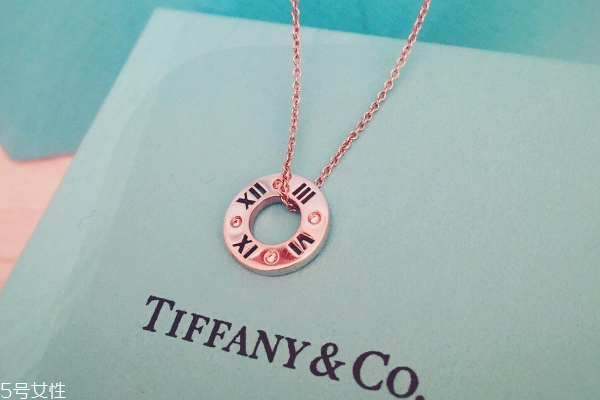 XII III
IX VI
TIFFANY & CO.
5号女性